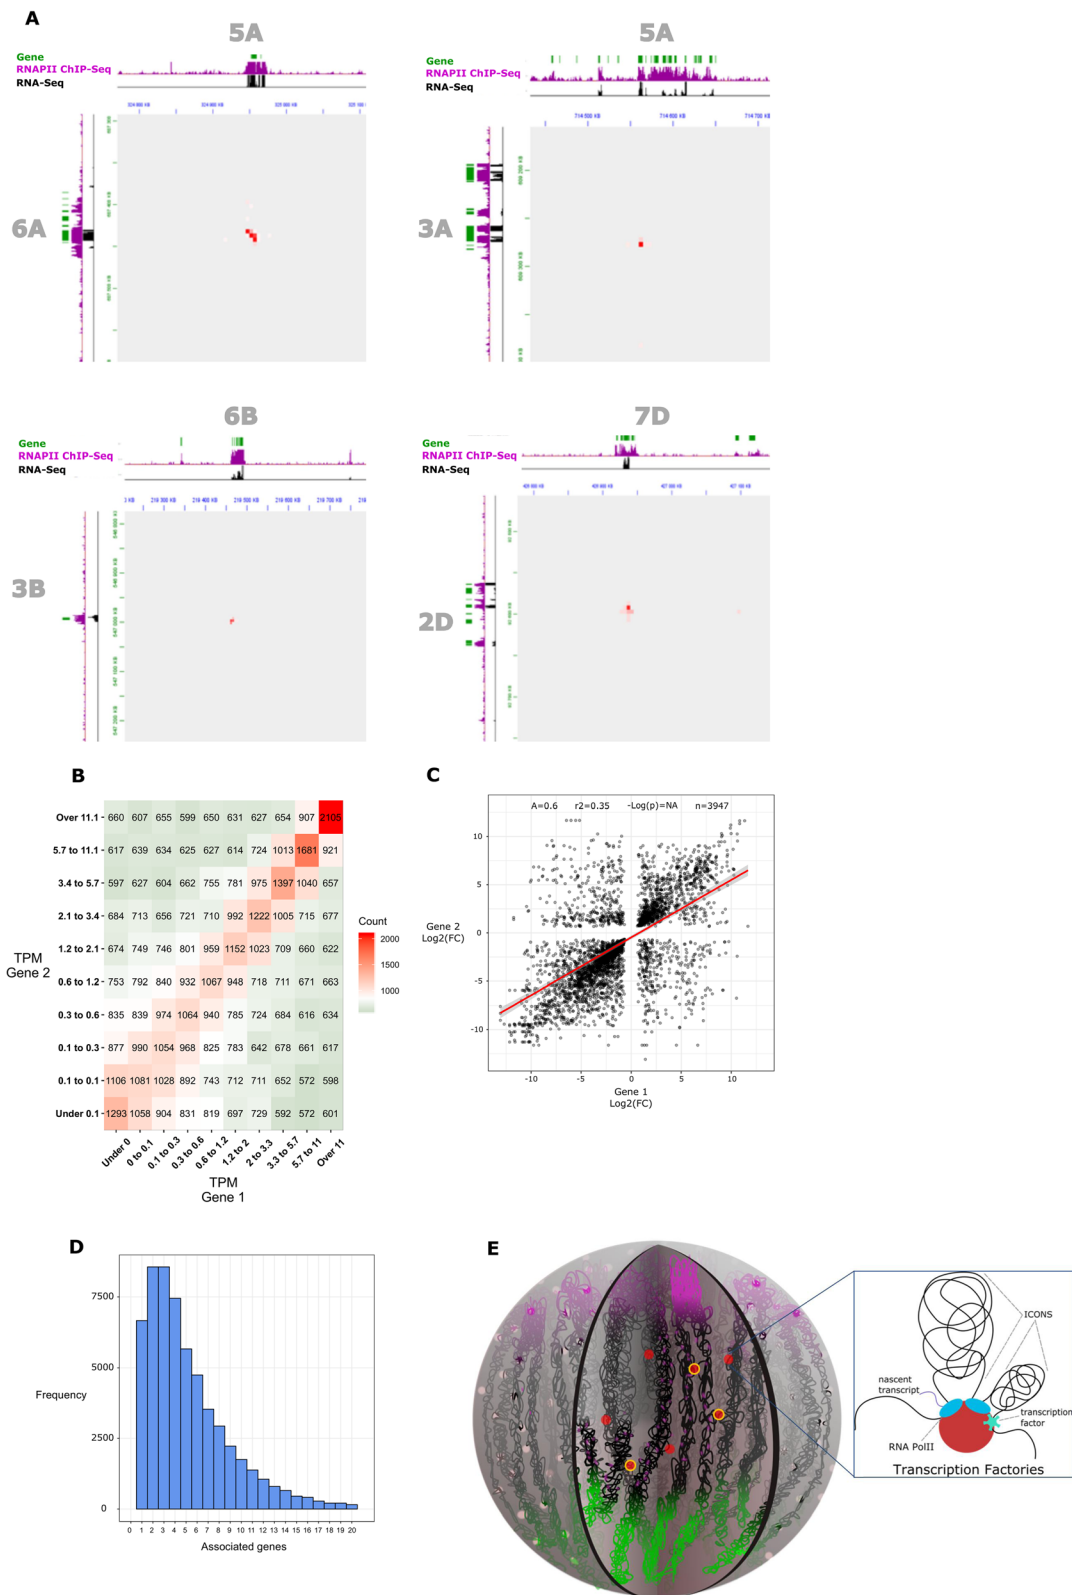 A
5A
Gene
RNAPII ChIP-Seq
RNA-Seq
6A
5A
Gene
RNAPII ChIP-Seq
RNA-Seq
714 600 KB
714 700 KB
3A
6B
Gene
RNAPII ChIP-Seq
RNA-Seq
3B
7D
Gene
RNAPII ChIP-Seq
RNA-Seq
2D
B
Over 11.1 660 607 655 599 650 631 627 654 907 2105
5.7 to 11.1 617 639 634 625 627 614 724 1013 1681 921
3.4 to 5.7 597 627 604 662 755 781 975 1397 1040 657
2.1 to 3.4 684 713 656 721 710 992 1222 1005 715 677
1.2 to 2.1 674 749 746 801 959 1152 1023 709 660 622
0.6 to 1.2 753 792 840 932 1067 948 718 711 671 663
0.3 to 0.6 835 839 974 1064 940 785 724 684 616 634
0.1 to 0.3 877 990 1054 968 825 783 642 678 661 617
0.1 to 0.1 1106 1081 1028 892 743 712 711 652 572 598
Under 0.1 1293 1058 904 831 819 697 729 592 572 601
Under 0 0 to 0.1 0.1 to 0.3 0.3 to 0.6 0.6 to 1.2 1.2 to 2 2 to 3.3 3.3 to 5.7 5.7 to 11 Over 11
TPM
Gene 2
TPM
Gene 1
Count
2000
1000
C
A=0.6 r2=0.35 -Log(p)=NA n=3947
10
5
0
-5
-10
Gene 2
Log2(FC)
-10 -5 0 5 10
Gene 1
Log2(FC)
D
7500
5000
2500
0
Frequency
0 1 2 3 4 5 6 7 8 9 10 11 12 13 14 15 16 17 18 19 20
Associated genes
E
ICONS
nascent
transcript
transcription
factor
RNA PolII
Transcription Factories